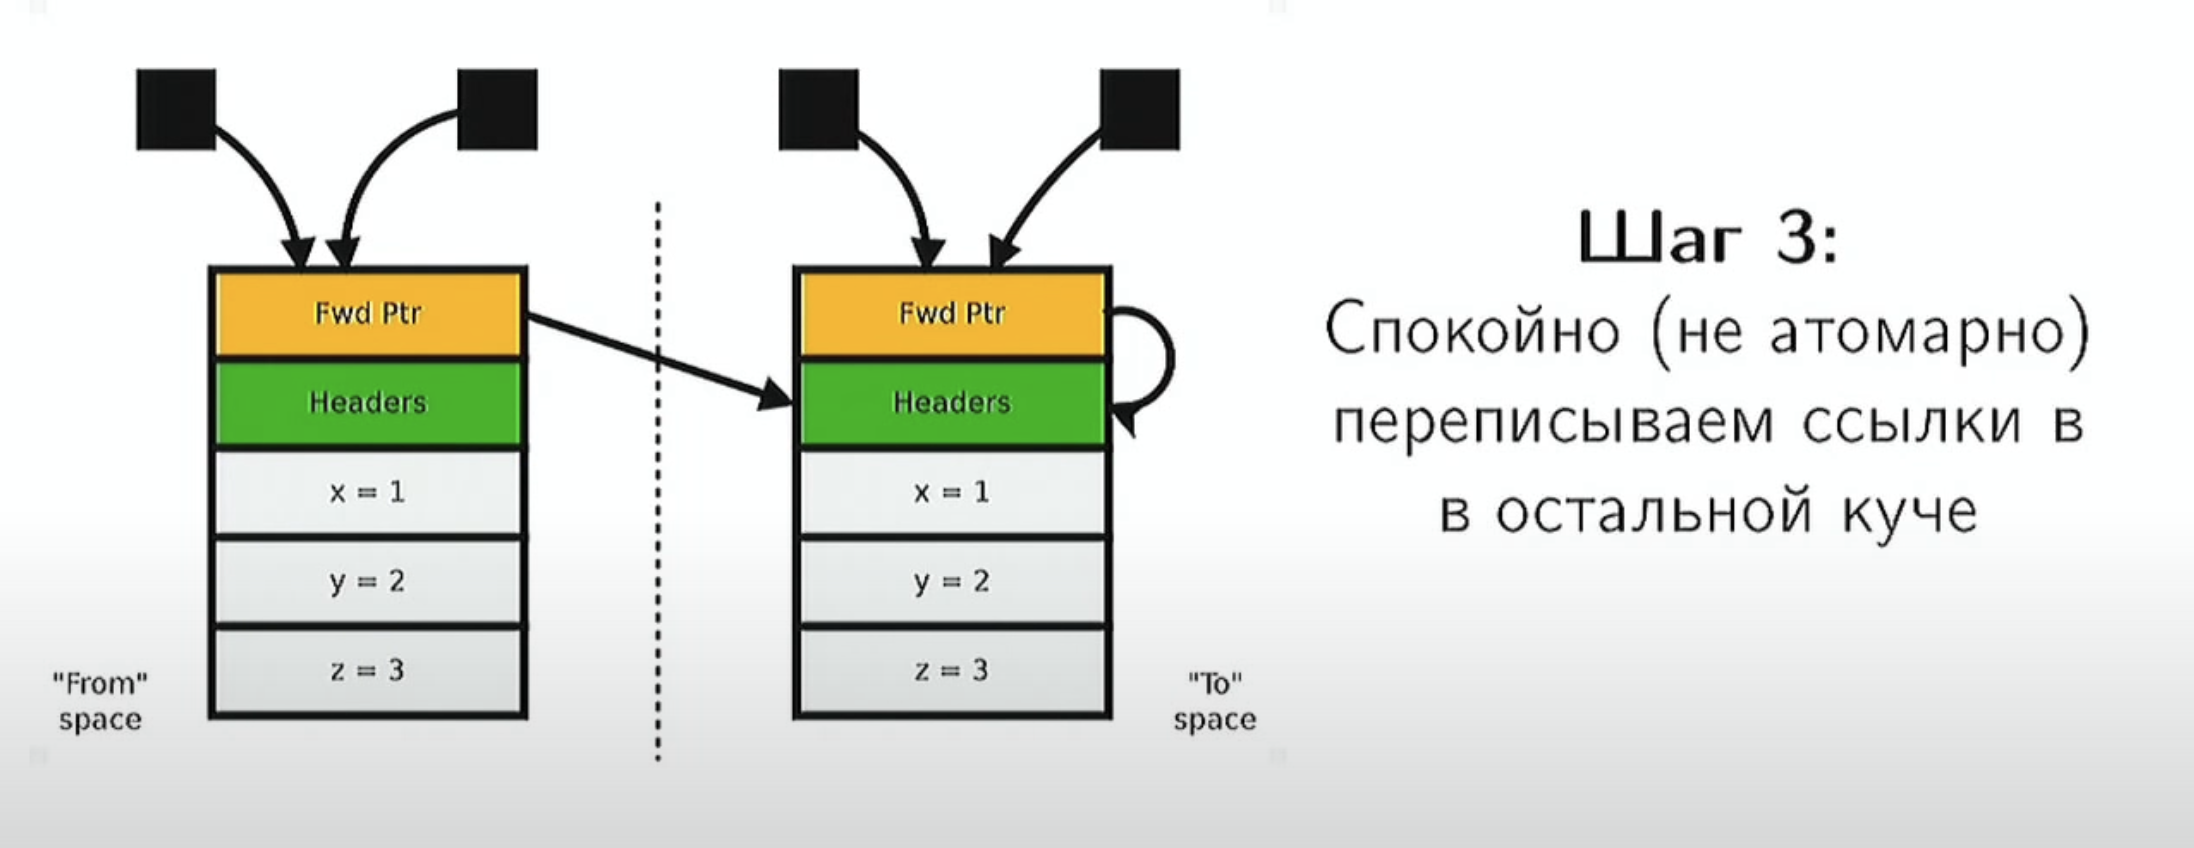 Fwd Ptr
Headers
x = 1
y = 2
z = 3
"From"
space
Fwd Ptr
Headers
x = 1
y = 2
z = 3
"To"
space
Шаг 3:
Спокойно (не атомарно)
переписываем ссылки в
в остальной куче